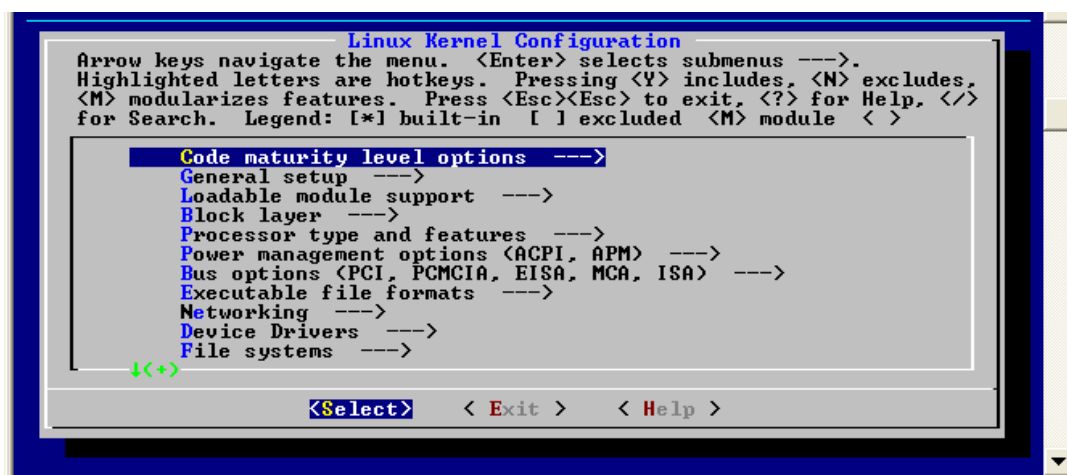 Linux Kernel Configuration
Arrow keys navigate the menu.  <Enter> selects submenus --->.
Highlighted letters are hotkeys.  Pressing <Y> includes, <N> excludes,
<M> modularizes features.  Press <Esc><Esc> to exit, <?> for Help, </>
for Search.  Legend: [*] built-in  [ ] excluded  <M> module  < >
Code maturity level options  --->
General setup  --->
Loadable module support  --->
Block layer  --->
Processor type and features  --->
Power management options (ACPI, APM)  --->
Bus options (PCI, PCMCIA, EISA, MCA, ISA)  --->
Executable file formats  --->
Networking  --->
Device Drivers  --->
File systems  --->
↓(+)
<Select>    < Exit >    < Help >